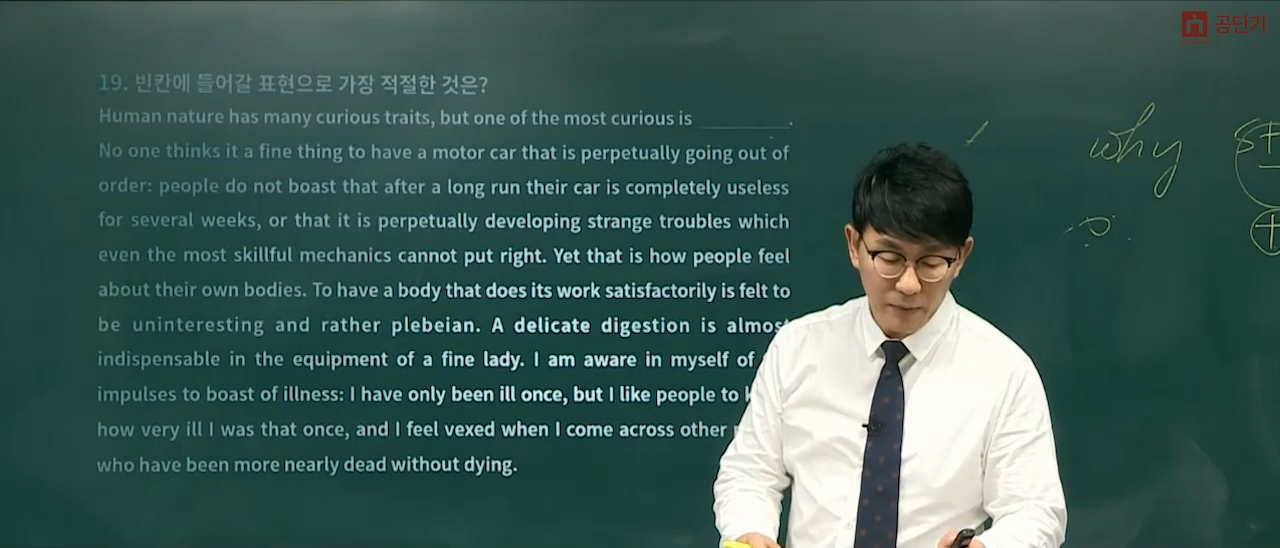 공단기
19. 빈칸에 들어갈 표현으로 가장 적절한 것은?
Human nature has many curious traits, but one of the most curious is __________.
No one thinks it a fine thing to have a motor car that is perpetually going out of
order: people do not boast that after a long run their car is completely useless
for several weeks, or that it is perpetually developing strange troubles which
even the most skillful mechanics cannot put right. Yet that is how people feel
about their own bodies. To have a body that does its work satisfactorily is felt to
be uninteresting and rather plebeian. A delicate digestion is almost
indispensable in the equipment of a fine lady. I am aware in myself of
impulses to boast of illness: I have only been ill once, but I like people to
how very ill I was that once, and I feel vexed when I come across other
who have been more nearly dead without dying.
why